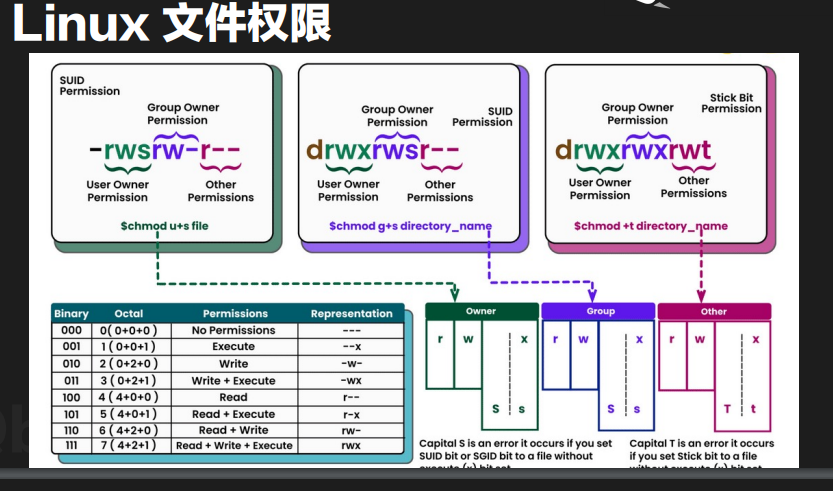 Linux 文件权限
SUID
Permission
Group Owner
Permission
-rwsrw-r--
User Owner
Permission
Other
Permissions
$chmod u+s file
SUID
Permission
Group Owner
Permission
drwxrwsr--
User Owner
Permission
Other
Permissions
$chmod g+s directory_name
Stick Bit
Permission
Group Owner
Permission
drwxrwxrwt
User Owner
Permission
Other
Permissions
$chmod +t directory_name
Binary Octal Permissions Representation
000 0( 0+0+0 ) No Permissions ---
001 1 ( 0+0+1 ) Execute --x
010 2 ( 0+2+0 ) Write -w-
011 3 ( 0+2+1 ) Write + Execute -wx
100 4 ( 4+0+0 ) Read r--
101 5 ( 4+0+1 ) Read + Execute r-x
110 6 ( 4+2+0 ) Read + Write rw-
111 7 ( 4+2+1 ) Read + Write + Execute rwx
Owner
r w x
S s
Group
r w x
S s
Other
r w x
T t
Capital S is an error it occurs if you set
SUID bit or SGID bit to a file without
execute (x) bit set
Capital T is an error it occurs
if you set Stick bit to a file
without execute (x) bit set